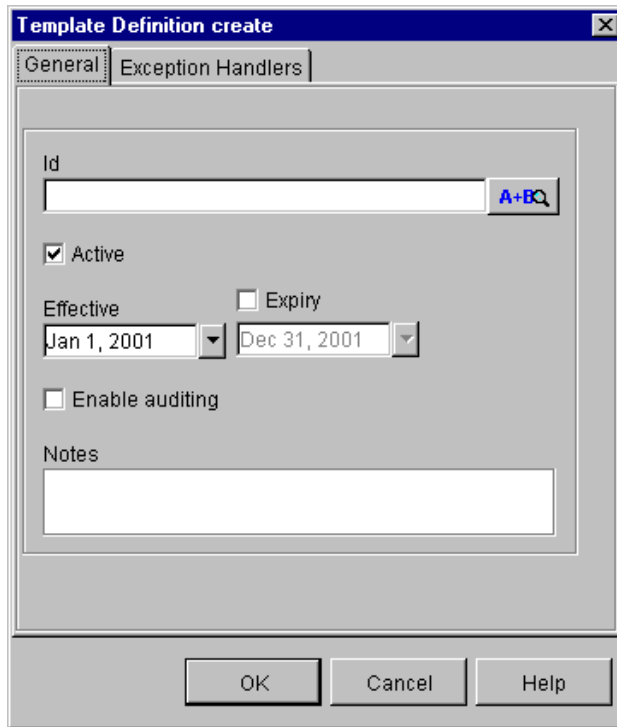 Template Definition create
General Exception Handlers
Id
A+B
Active
Effective Expiry
Jan 1, 2001 Dec 31, 2001
Enable auditing
Notes
OK Cancel Help